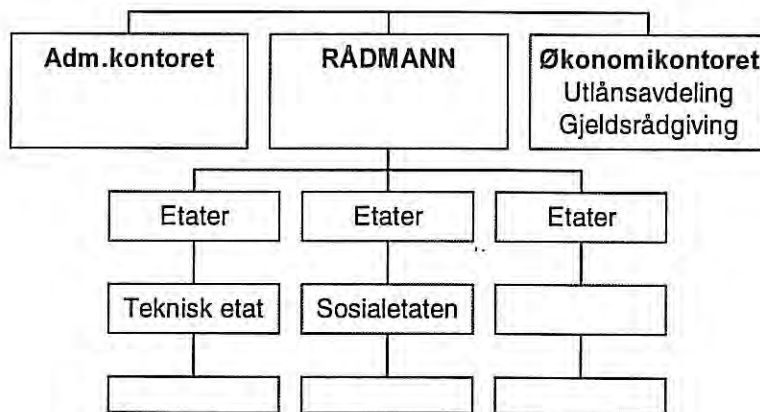 Adm.kontoret
RÅDMANN
Økonomikontoret
Utlånsavdeling
Gjeldsrådgiving
Etater
Etater
Etater
Teknisk etat
Sosialetaten